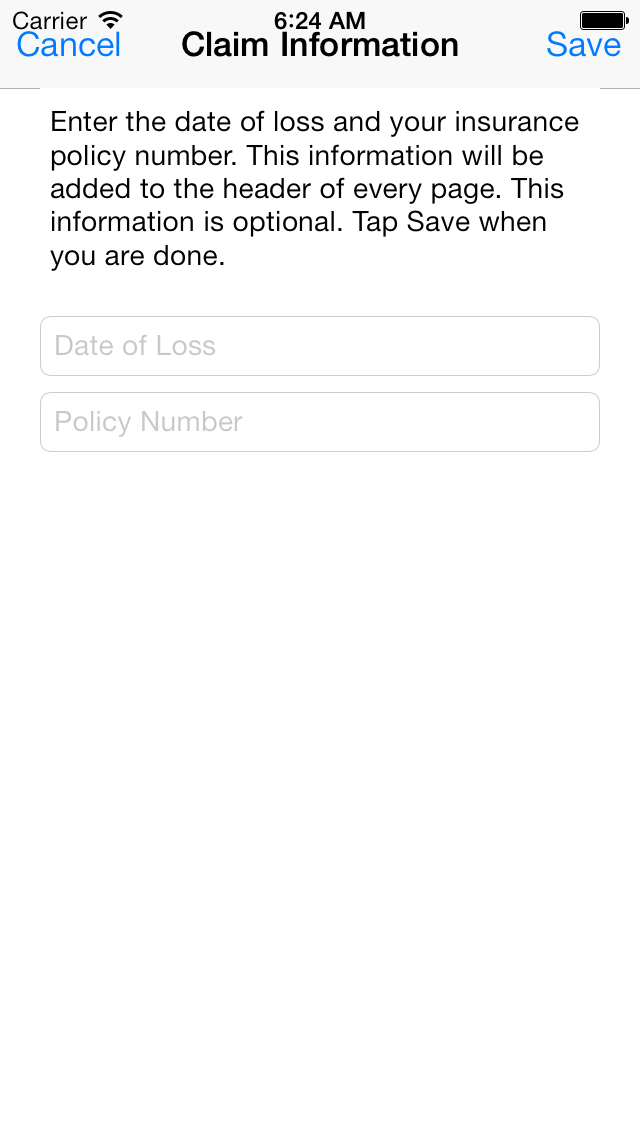 Carrier 6:24 AM
Cancel Claim Information Save
Enter the date of loss and your insurance
policy number. This information will be
added to the header of every page. This
information is optional. Tap Save when
you are done.
Date of Loss
Policy Number